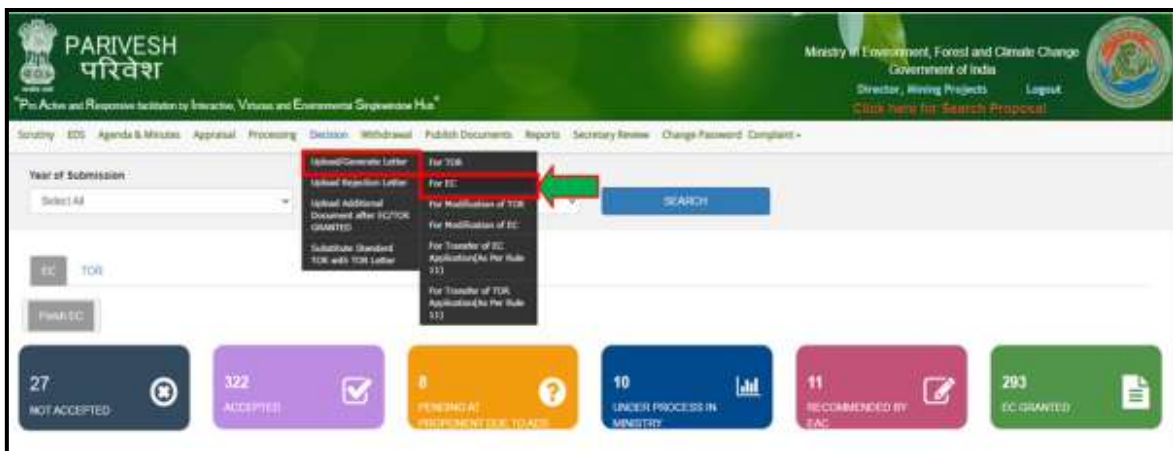 PARIVESH
परिवेश
"Pro Active and Responsive facilitation by Interactive, Virtuous and Environmental Singlewindow Hub"
Ministry of Environment, Forest and Climate Change
Government of India
Director, Mining Projects Logout
Click here for Search Proposal
Scrutiny EDS Agenda & Minutes Appraisal Processing Decision Withdrawal Publish Documents Reports Secretary Review Change Password Complaint
Year of Submission
Select All
SEARCH
Upload/Generate Letter
Upload Rejection Letter
Upload Additional
Document after EC/TOR
GRANTED
Substitute Standard
TOR with TOR Letter
For TOR
For EC
For Modification of TOR
For Modification of EC
For Transfer of EC
Application(As Per Rule
11)
For Transfer of TOR
Application(As Per Rule
11)
EC TOR
Fresh EC
27
NOT ACCEPTED
322
ACCEPTED
8
PENDING AT
PROPONENT DUE TO ADS
10
UNDER PROCESS IN
MINISTRY
11
RECOMMENDED BY
EAC
293
EC GRANTED